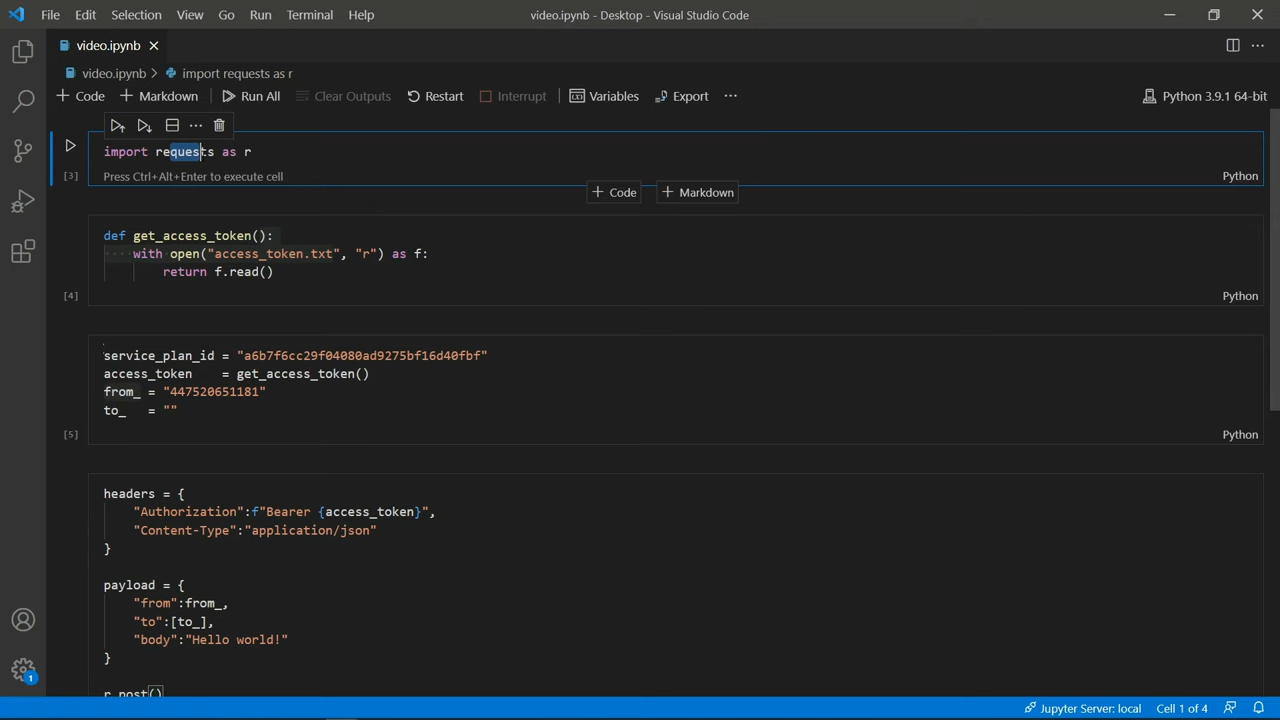 File Edit Selection View Go Run Terminal Help video.ipynb - Desktop - Visual Studio Code
video.ipynb
video.ipynb > import requests as r
+ Code + Markdown Run All Clear Outputs Restart Interrupt Variables Export ... Python 3.9.1 64-bit
import requests as r
Press Ctrl+Alt+Enter to execute cell
[3] Python
+ Code + Markdown
def get_access_token():
····with open("access_token.txt", "r") as f:
return f.read()
[4] Python
service_plan_id = "a6b7f6cc29f04080ad9275bf16d40fbf"
access_token = get_access_token()
from_ = "447520651181"
to_ = ""
[5] Python
headers = {
"Authorization":f"Bearer {access_token}",
"Content-Type":"application/json"
}
payload = {
"from":from_,
"to":[to_],
"body":"Hello world!"
}
r.post()
1
Jupyter Server: local Cell 1 of 4